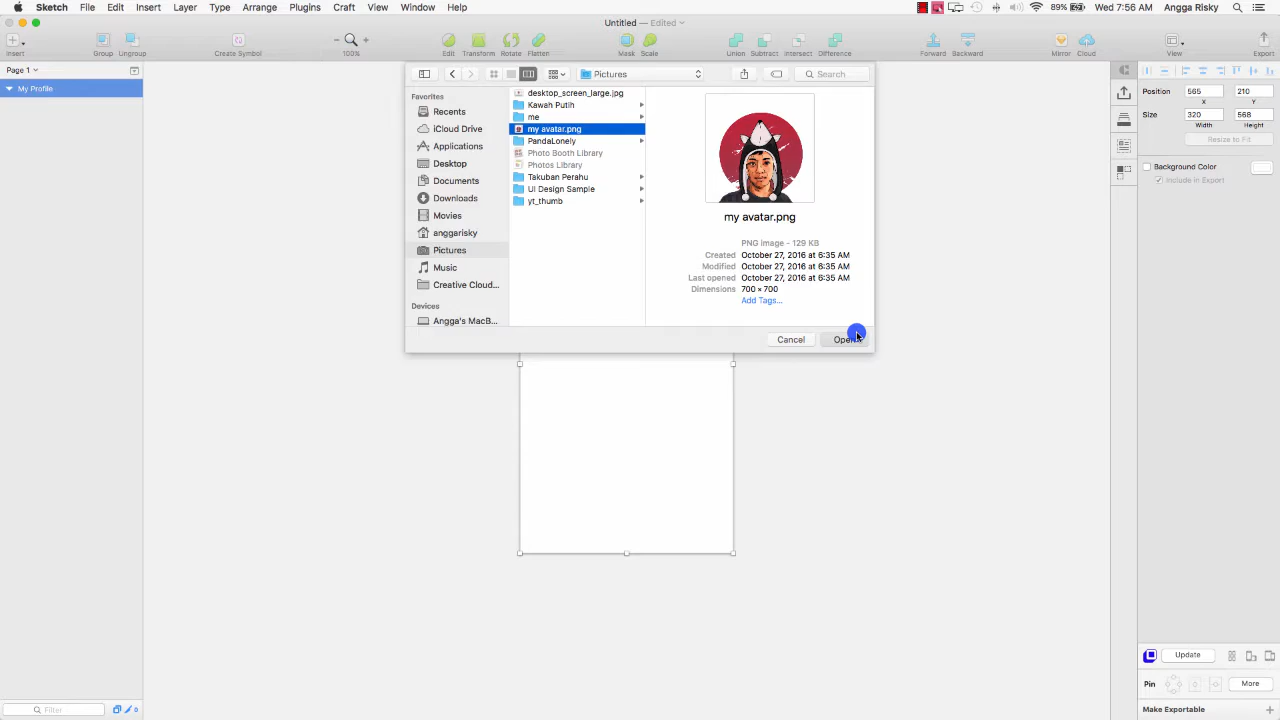 Sketch File Edit Insert Layer Type Arrange Plugins Craft View Window Help 89% Wed 7:56 AM Angga Risky
Untitled — Edited
Insert Group Ungroup Create Symbol 100% Edit Transform Rotate Flatten Mask Scale Union Subtract Intersect Difference Forward Backward Mirror Cloud View Export
Page 1
My Profile
Pictures
Search
Favorites
Recents
iCloud Drive
Applications
Desktop
Documents
Downloads
Movies
anggarisky
Pictures
Music
Creative Cloud...
Devices
Angga's MacB...
desktop_screen_large.jpg
Kawah Putih
me
my avatar.png
PandaLonely
Photo Booth Library
Photos Library
Takuban Perahu
UI Design Sample
yt_thumb
my avatar.png
PNG image - 129 KB
Created October 27, 2016 at 6:35 AM
Modified October 27, 2016 at 6:35 AM
Last opened October 27, 2016 at 6:35 AM
Dimensions 700 × 700
Add Tags...
Cancel Open
Position 565 210
X Y
Size 320 568
Width Height
Resize to Fit
Background Color
Include in Export
Update
Pin More
Make Exportable
Filter 0